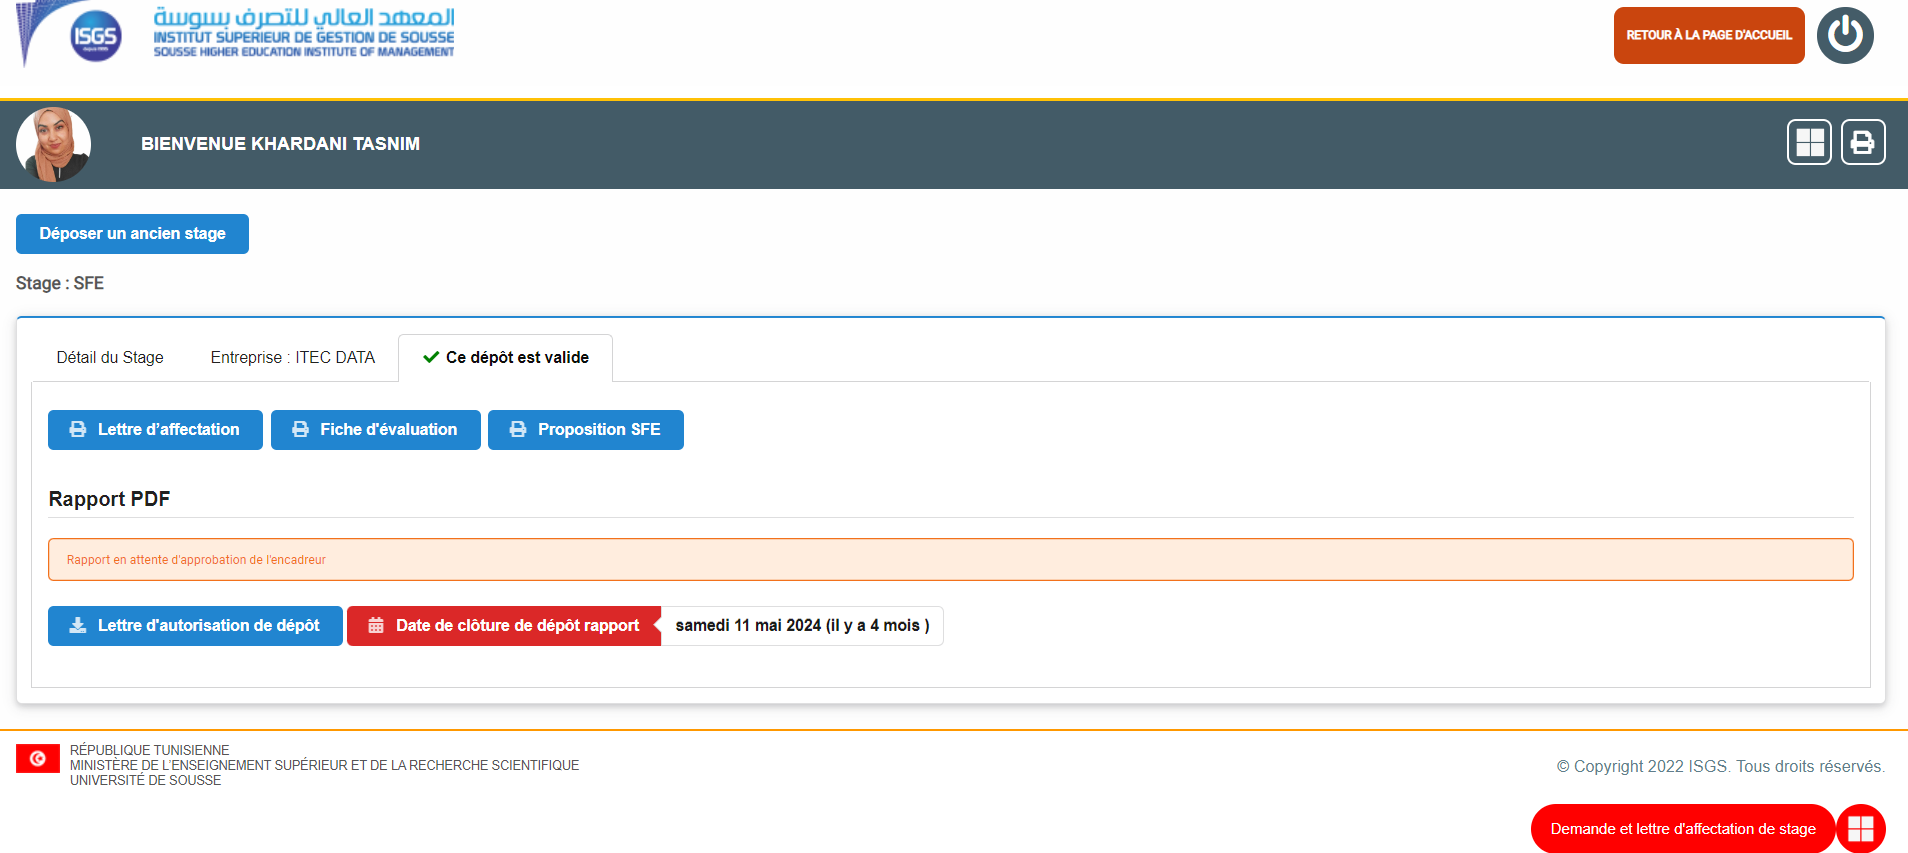 المعهد العالي للتصرف بسوسة
INSTITUT SUPERIEUR DE GESTION DE SOUSSE
SOUSSE HIGHER EDUCATION INSTITUTE OF MANAGEMENT
ISGS
RETOUR À LA PAGE D'ACCUEIL
BIENVENUE KHARDANI TASNIM
Déposer un ancien stage
Stage : SFE
Détail du Stage
Entreprise : ITEC DATA
Ce dépôt est valide
Lettre d'affectation
Fiche d'évaluation
Proposition SFE
Rapport PDF
Rapport en attente d'approbation de l'encadreur
Lettre d'autorisation de dépôt
Date de clôture de dépôt rapport
samedi 11 mai 2024 (il y a 4 mois )
RÉPUBLIQUE TUNISIENNE
MINISTÈRE DE L'ENSEIGNEMENT SUPÉRIEUR ET DE LA RECHERCHE SCIENTIFIQUE
UNIVERSITÉ DE SOUSSE
© Copyright 2022 ISGS. Tous droits réservés.
Demande et lettre d'affectation de stage